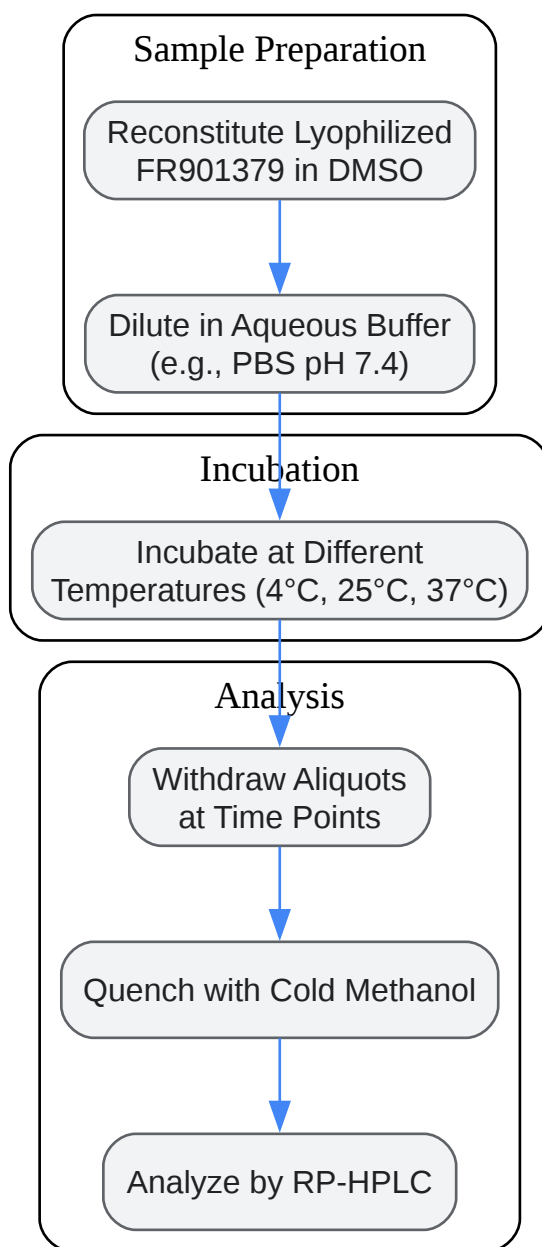 Sample Preparation
Reconstitute Lyophilized
FR901379 in DMSO
Dilute in Aqueous Buffer
(e.g., PBS pH 7.4)
Incubation
Incubate at Different
Temperatures (4°C, 25°C, 37°C)
Analysis
Withdraw Aliquots
at Time Points
Quench with Cold Methanol
Analyze by RP-HPLC